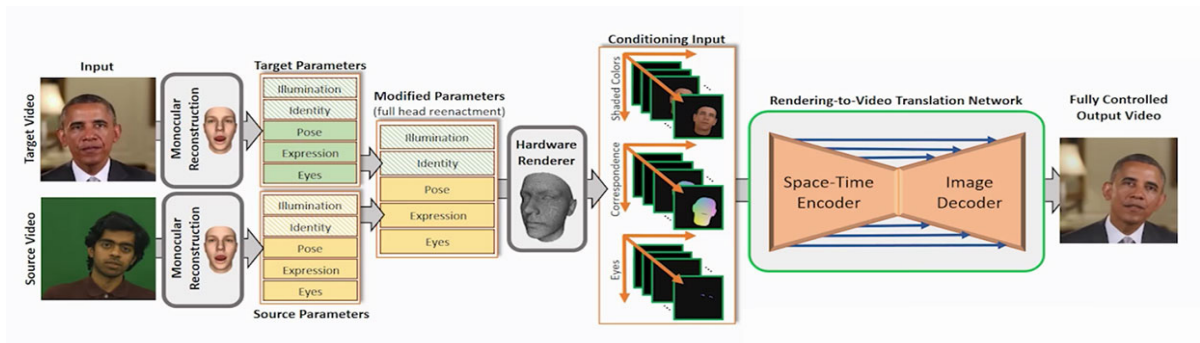 Input
Target Video
Source Video
Monocular
Reconstruction
Monocular
Reconstruction
Target Parameters
Illumination
Identity
Pose
Expression
Eyes
Illumination
Identity
Pose
Expression
Eyes
Source Parameters
Modified Parameters
(full head reenactment)
Illumination
Identity
Pose
Expression
Eyes
Hardware
Renderer
Conditioning Input
Shaded Colors
Correspondence
Eyes
Rendering-to-Video Translation Network
Space-Time
Encoder
Image
Decoder
Fully Controlled
Output Video